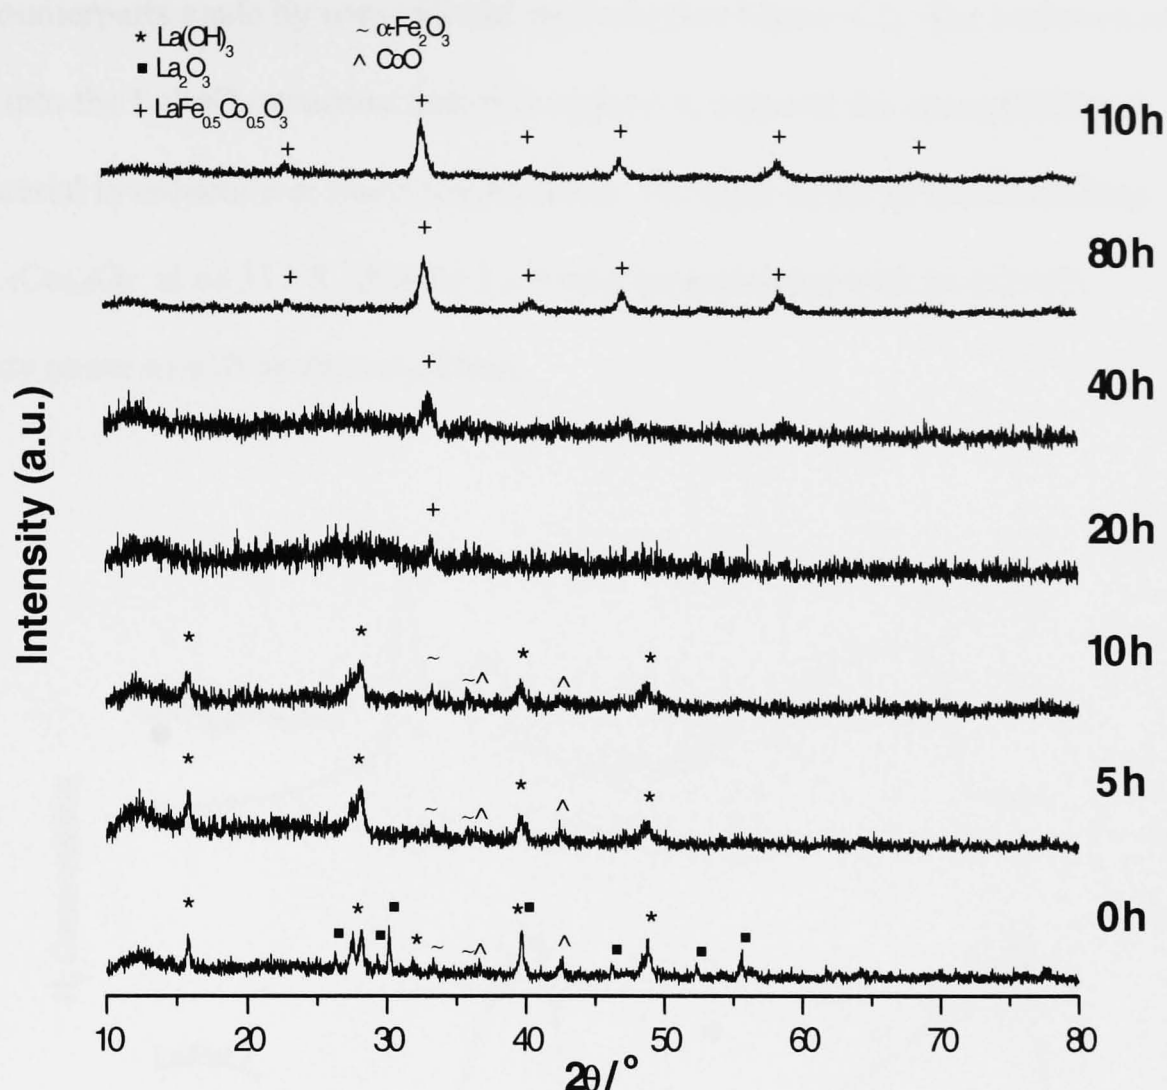 * La(OH)₃ ~ α-Fe₂O₃
■ La₂O₃ ^ CoO
+ LaFe₀.₅Co₀.₅O₃
110h
80h
40h
20h
10h
5h
0h
Intensity (a.u.)
10 20 30 40 50 60 70 80
2θ/°